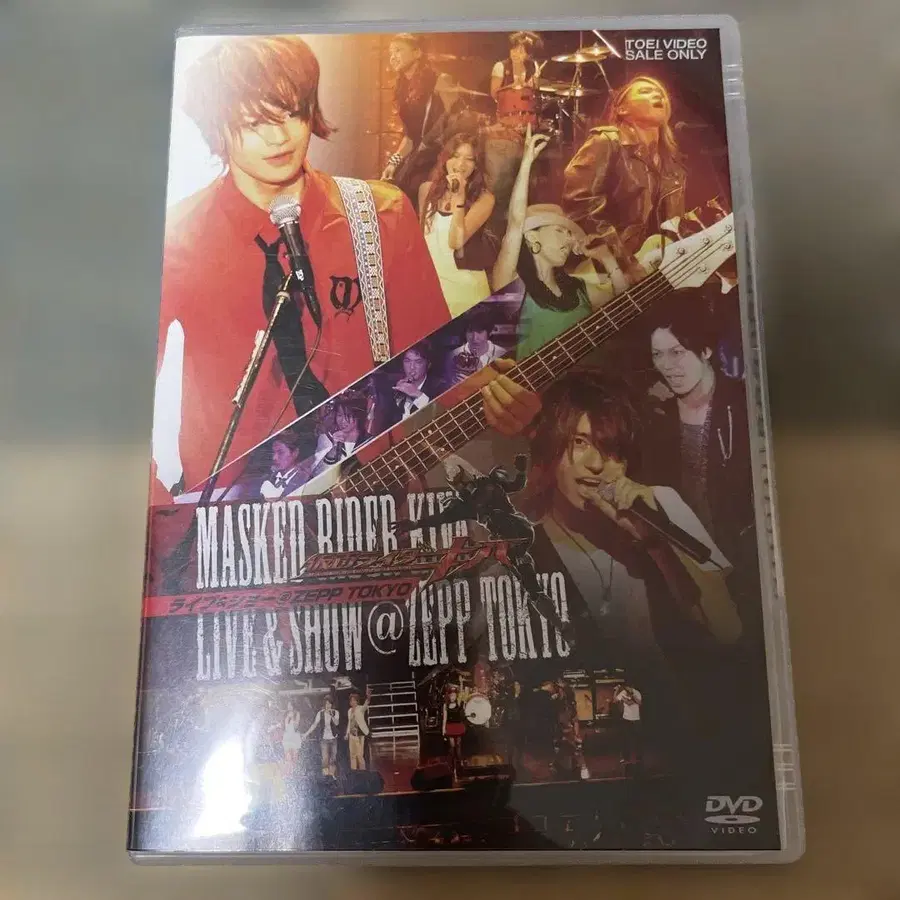 TOEI VIDEO
SALE ONLY
MASKED RIDER KIVA
仮面ライダーキバ
ライブ&ショー@ZEPP TOKYO
LIVE & SHOW @ ZEPP TOKYO
DVD
VIDEO